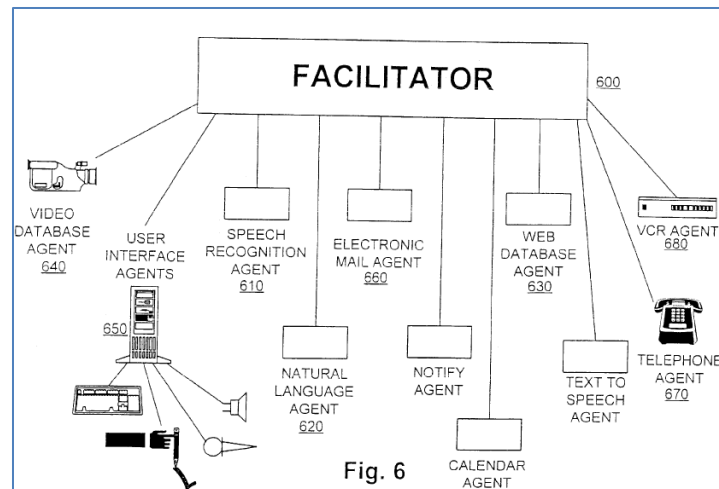 FACILITATOR
600
VIDEO
DATABASE
AGENT
640
USER
INTERFACE
AGENTS
650
SPEECH
RECOGNITION
AGENT
610
ELECTRONIC
MAIL AGENT
660
WEB
DATABASE
AGENT
630
VCR AGENT
680
NATURAL
LANGUAGE
AGENT
620
NOTIFY
AGENT
CALENDAR
AGENT
TEXT TO
SPEECH
AGENT
TELEPHONE
AGENT
670
Fig. 6